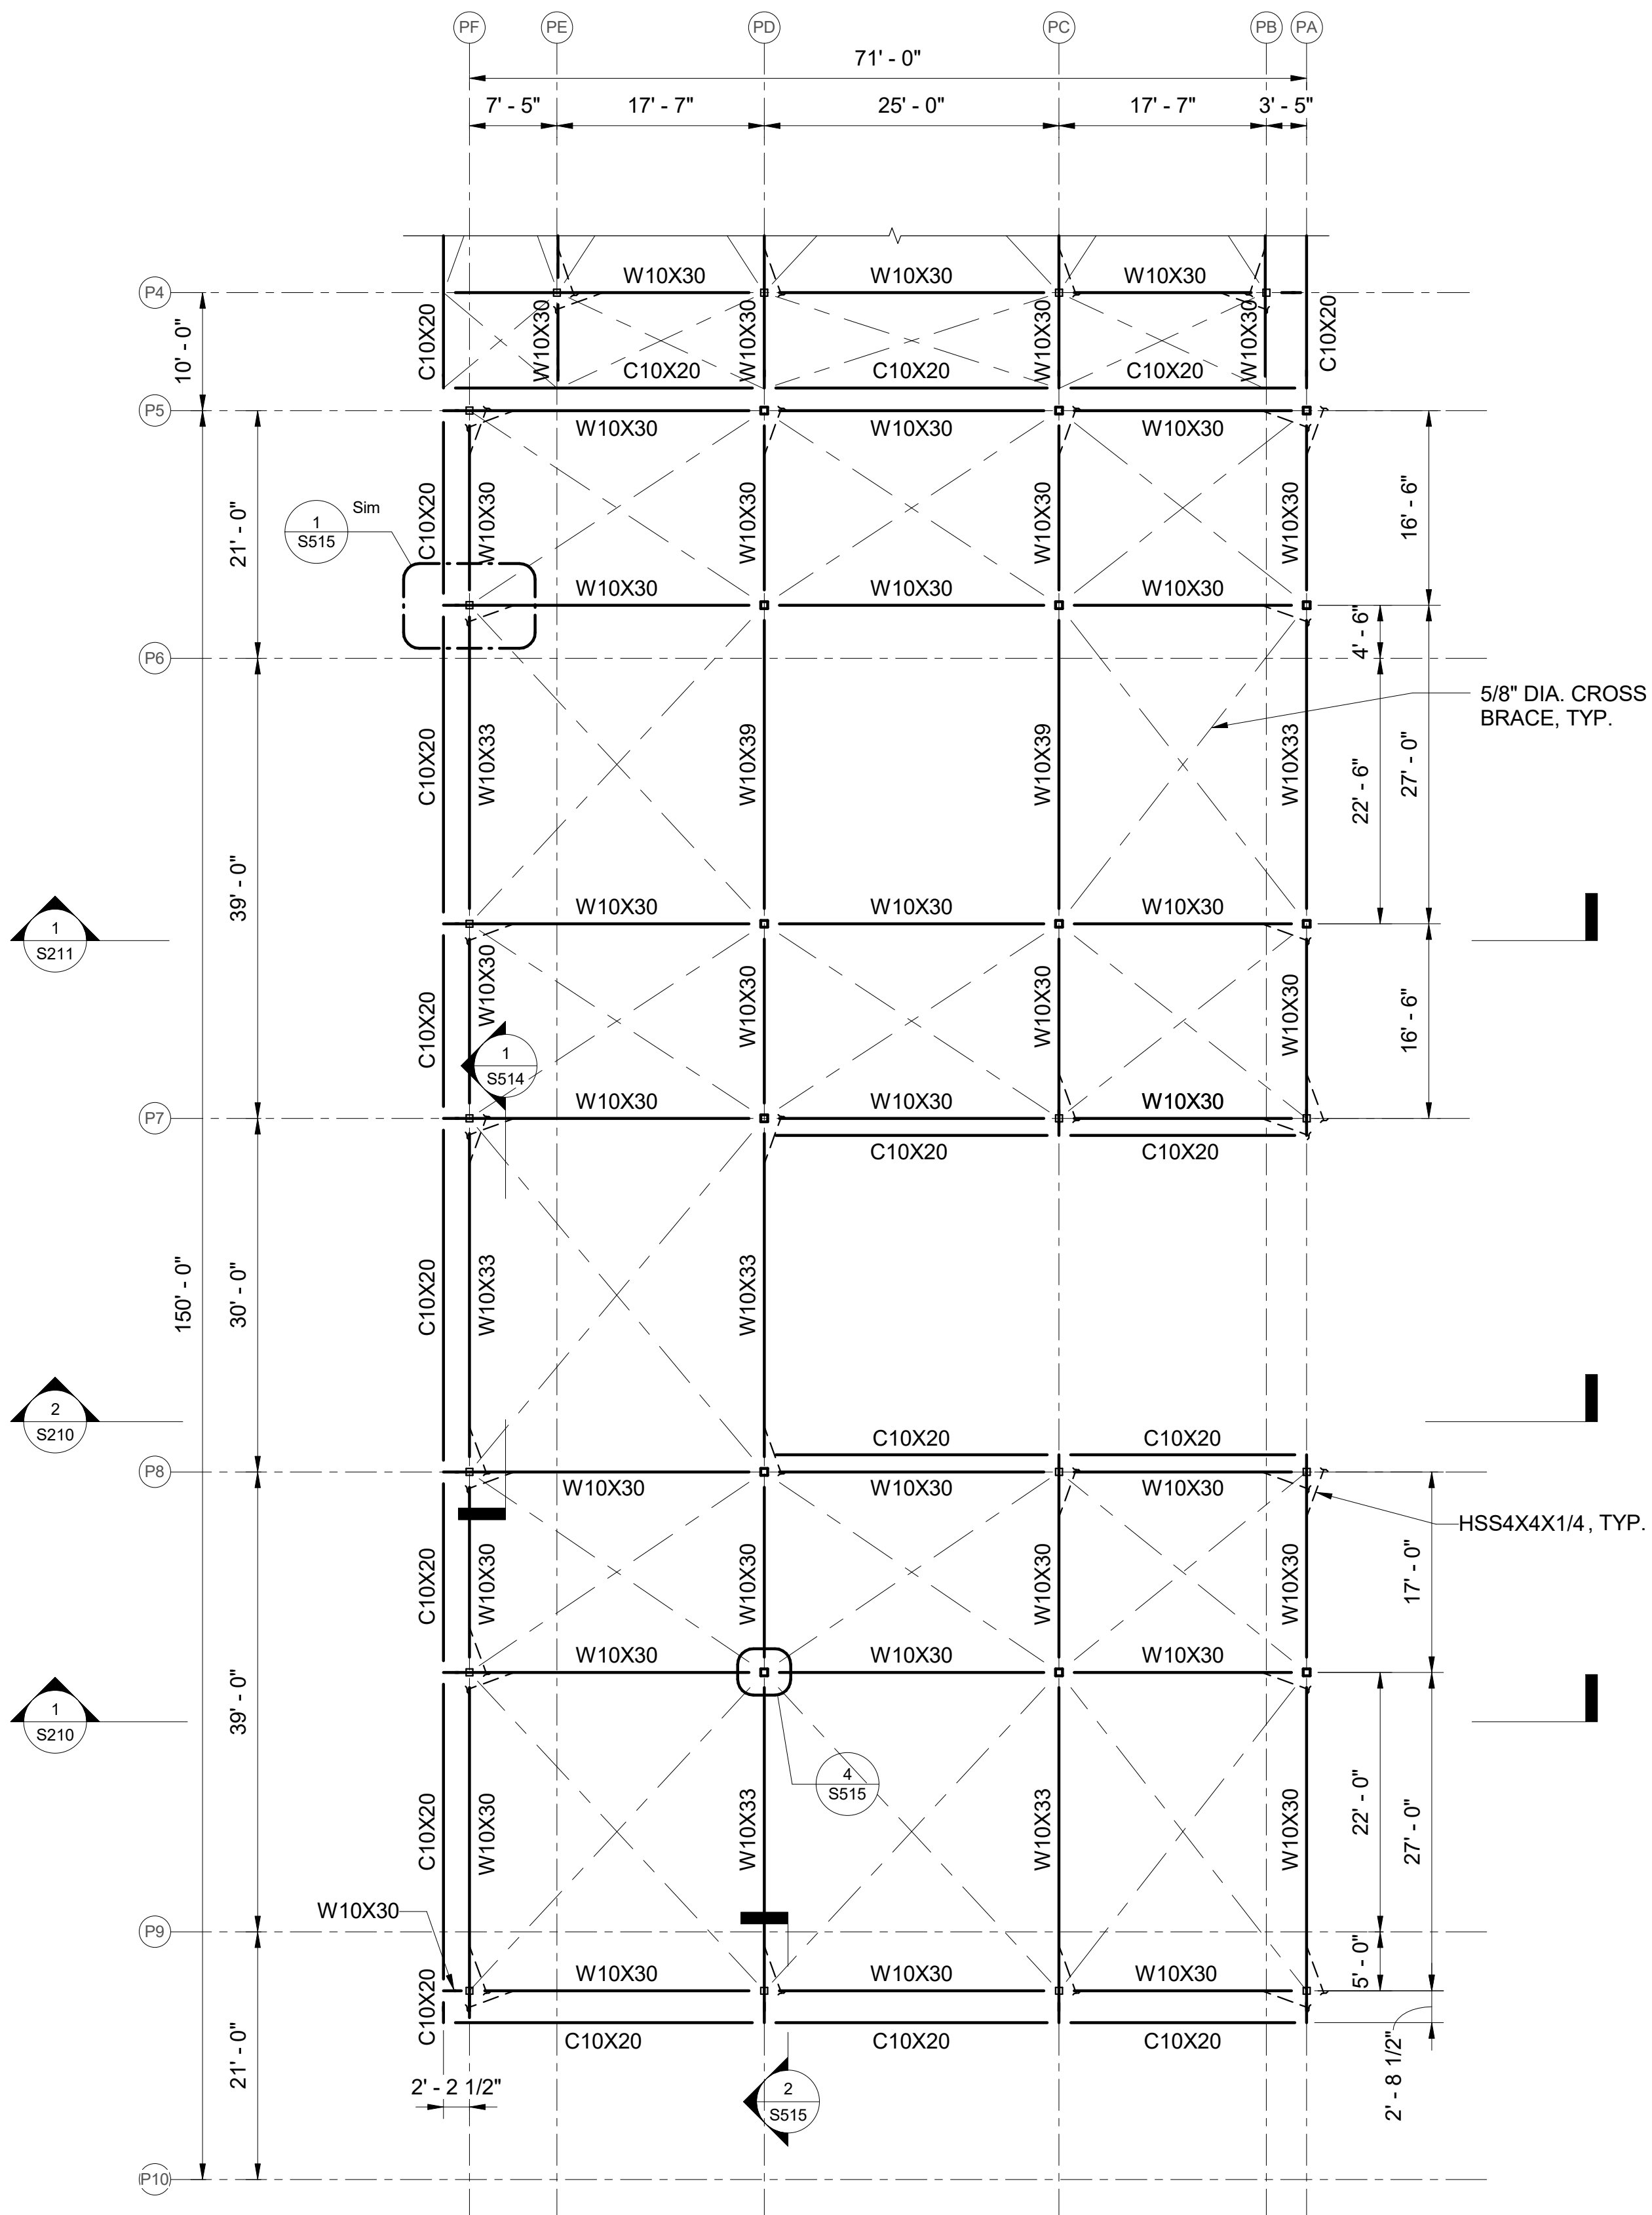 PF PE PD PC PB PA
71' - 0"
7' - 5" 17' - 7" 25' - 0" 17' - 7" 3' - 5"
W10X30 W10X30 W10X30
P4
10' - 0"
C10X20 W10X30 W10X30 W10X30 W10X30 C10X20
C10X20 C10X20 C10X20
P5
W10X30 W10X30 W10X30
21' - 0"
1
S515
Sim
C10X20 W10X30 W10X30 W10X30 W10X30
16' - 6"
W10X30 W10X30 W10X30
4' - 6"
P6
5/8" DIA. CROSS
BRACE, TYP.
C10X20 W10X33 W10X39 W10X39 W10X33
22' - 6"
27' - 0"
39' - 0"
W10X30 W10X30 W10X30
1
S211
C10X20 W10X30 W10X30 W10X30 W10X30
16' - 6"
1
S514
P7
W10X30 W10X30 W10X30
C10X20 C10X20
150' - 0"
30' - 0"
C10X20 W10X33 W10X33
2
S210
C10X20 C10X20
P8
W10X30 W10X30 W10X30
HSS4X4X1/4, TYP.
C10X20 W10X30 W10X30 W10X30 W10X30
17' - 0"
W10X30 W10X30 W10X30
39' - 0"
1
S210
4
S515
C10X20 W10X30 W10X33 W10X33 W10X30
22' - 0"
27' - 0"
W10X30
P9
W10X30 W10X30 W10X30
5' - 0"
C10X20
C10X20 C10X20 C10X20
21' - 0"
2' - 2 1/2"
2' - 8 1/2"
2
S515
P10